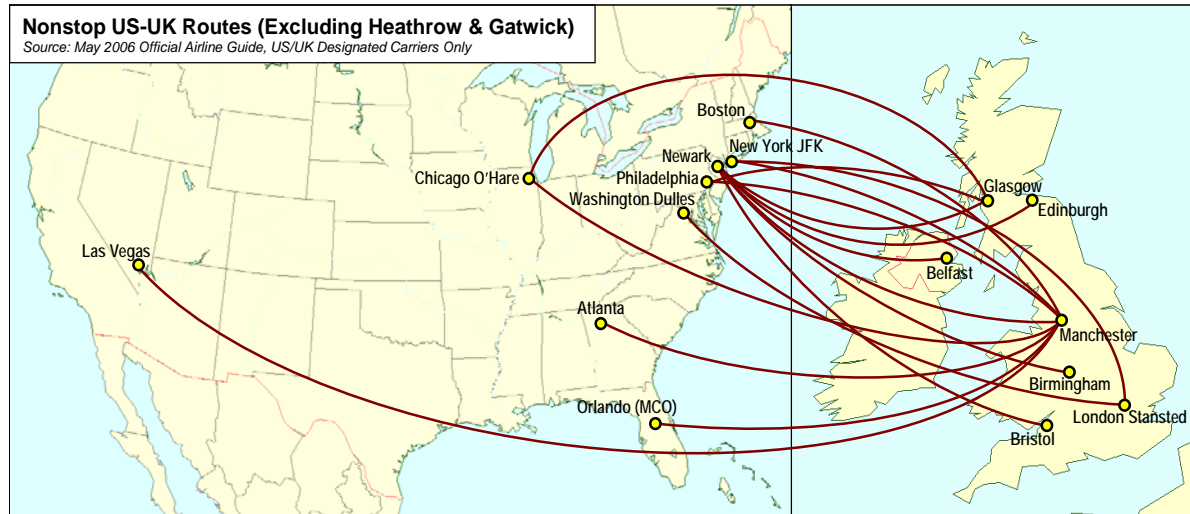 Nonstop US-UK Routes (Excluding Heathrow & Gatwick)
Source: May 2006 Official Airline Guide, US/UK Designated Carriers Only
Boston
New York JFK
Newark
Chicago O'Hare
Philadelphia
Washington Dulles
Glasgow
Edinburgh
Las Vegas
Belfast
Atlanta
Manchester
Birmingham
Orlando (MCO)
London Stansted
Bristol